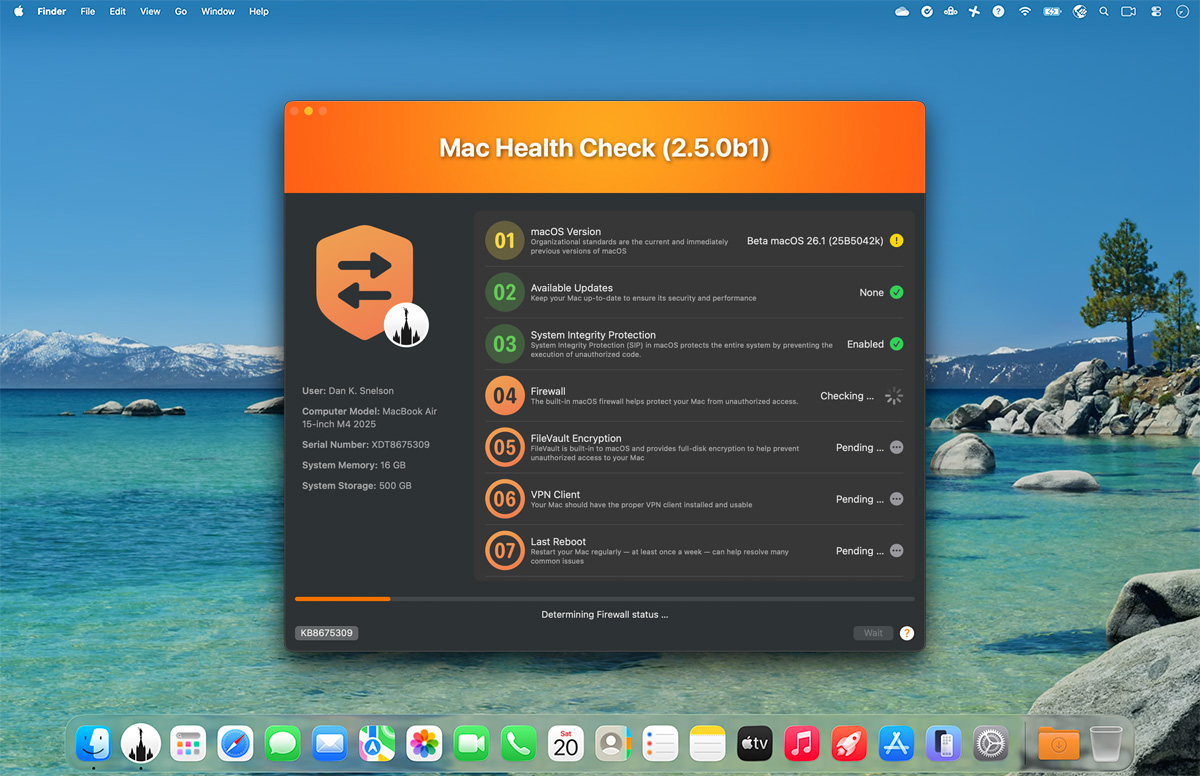 Finder File Edit View Go Window Help
Mac Health Check (2.5.0b1)
User: Dan K. Snelson
Computer Model: MacBook Air
15-inch M4 2025
Serial Number: XDT8675309
System Memory: 16 GB
System Storage: 500 GB
01
macOS Version
Organizational standards are the current and immediately
previous versions of macOS
Beta macOS 26.1 (25B5042k)
!
02
Available Updates
Keep your Mac up-to-date to ensure its security and performance
None
03
System Integrity Protection
System Integrity Protection (SIP) in macOS protects the entire system by preventing the
execution of unauthorized code.
Enabled
04
Firewall
The built-in macOS firewall helps protect your Mac from unauthorized access.
Checking ...
05
FileVault Encryption
FileVault is built-in to macOS and provides full-disk encryption to help prevent
unauthorized access to your Mac
Pending ...
06
VPN Client
Your Mac should have the proper VPN client installed and usable
Pending ...
07
Last Reboot
Restart your Mac regularly — at least once a week — can help resolve many
common issues
Pending ...
Determining Firewall status ...
KB8675309
Wait
?
Sat
20
tv